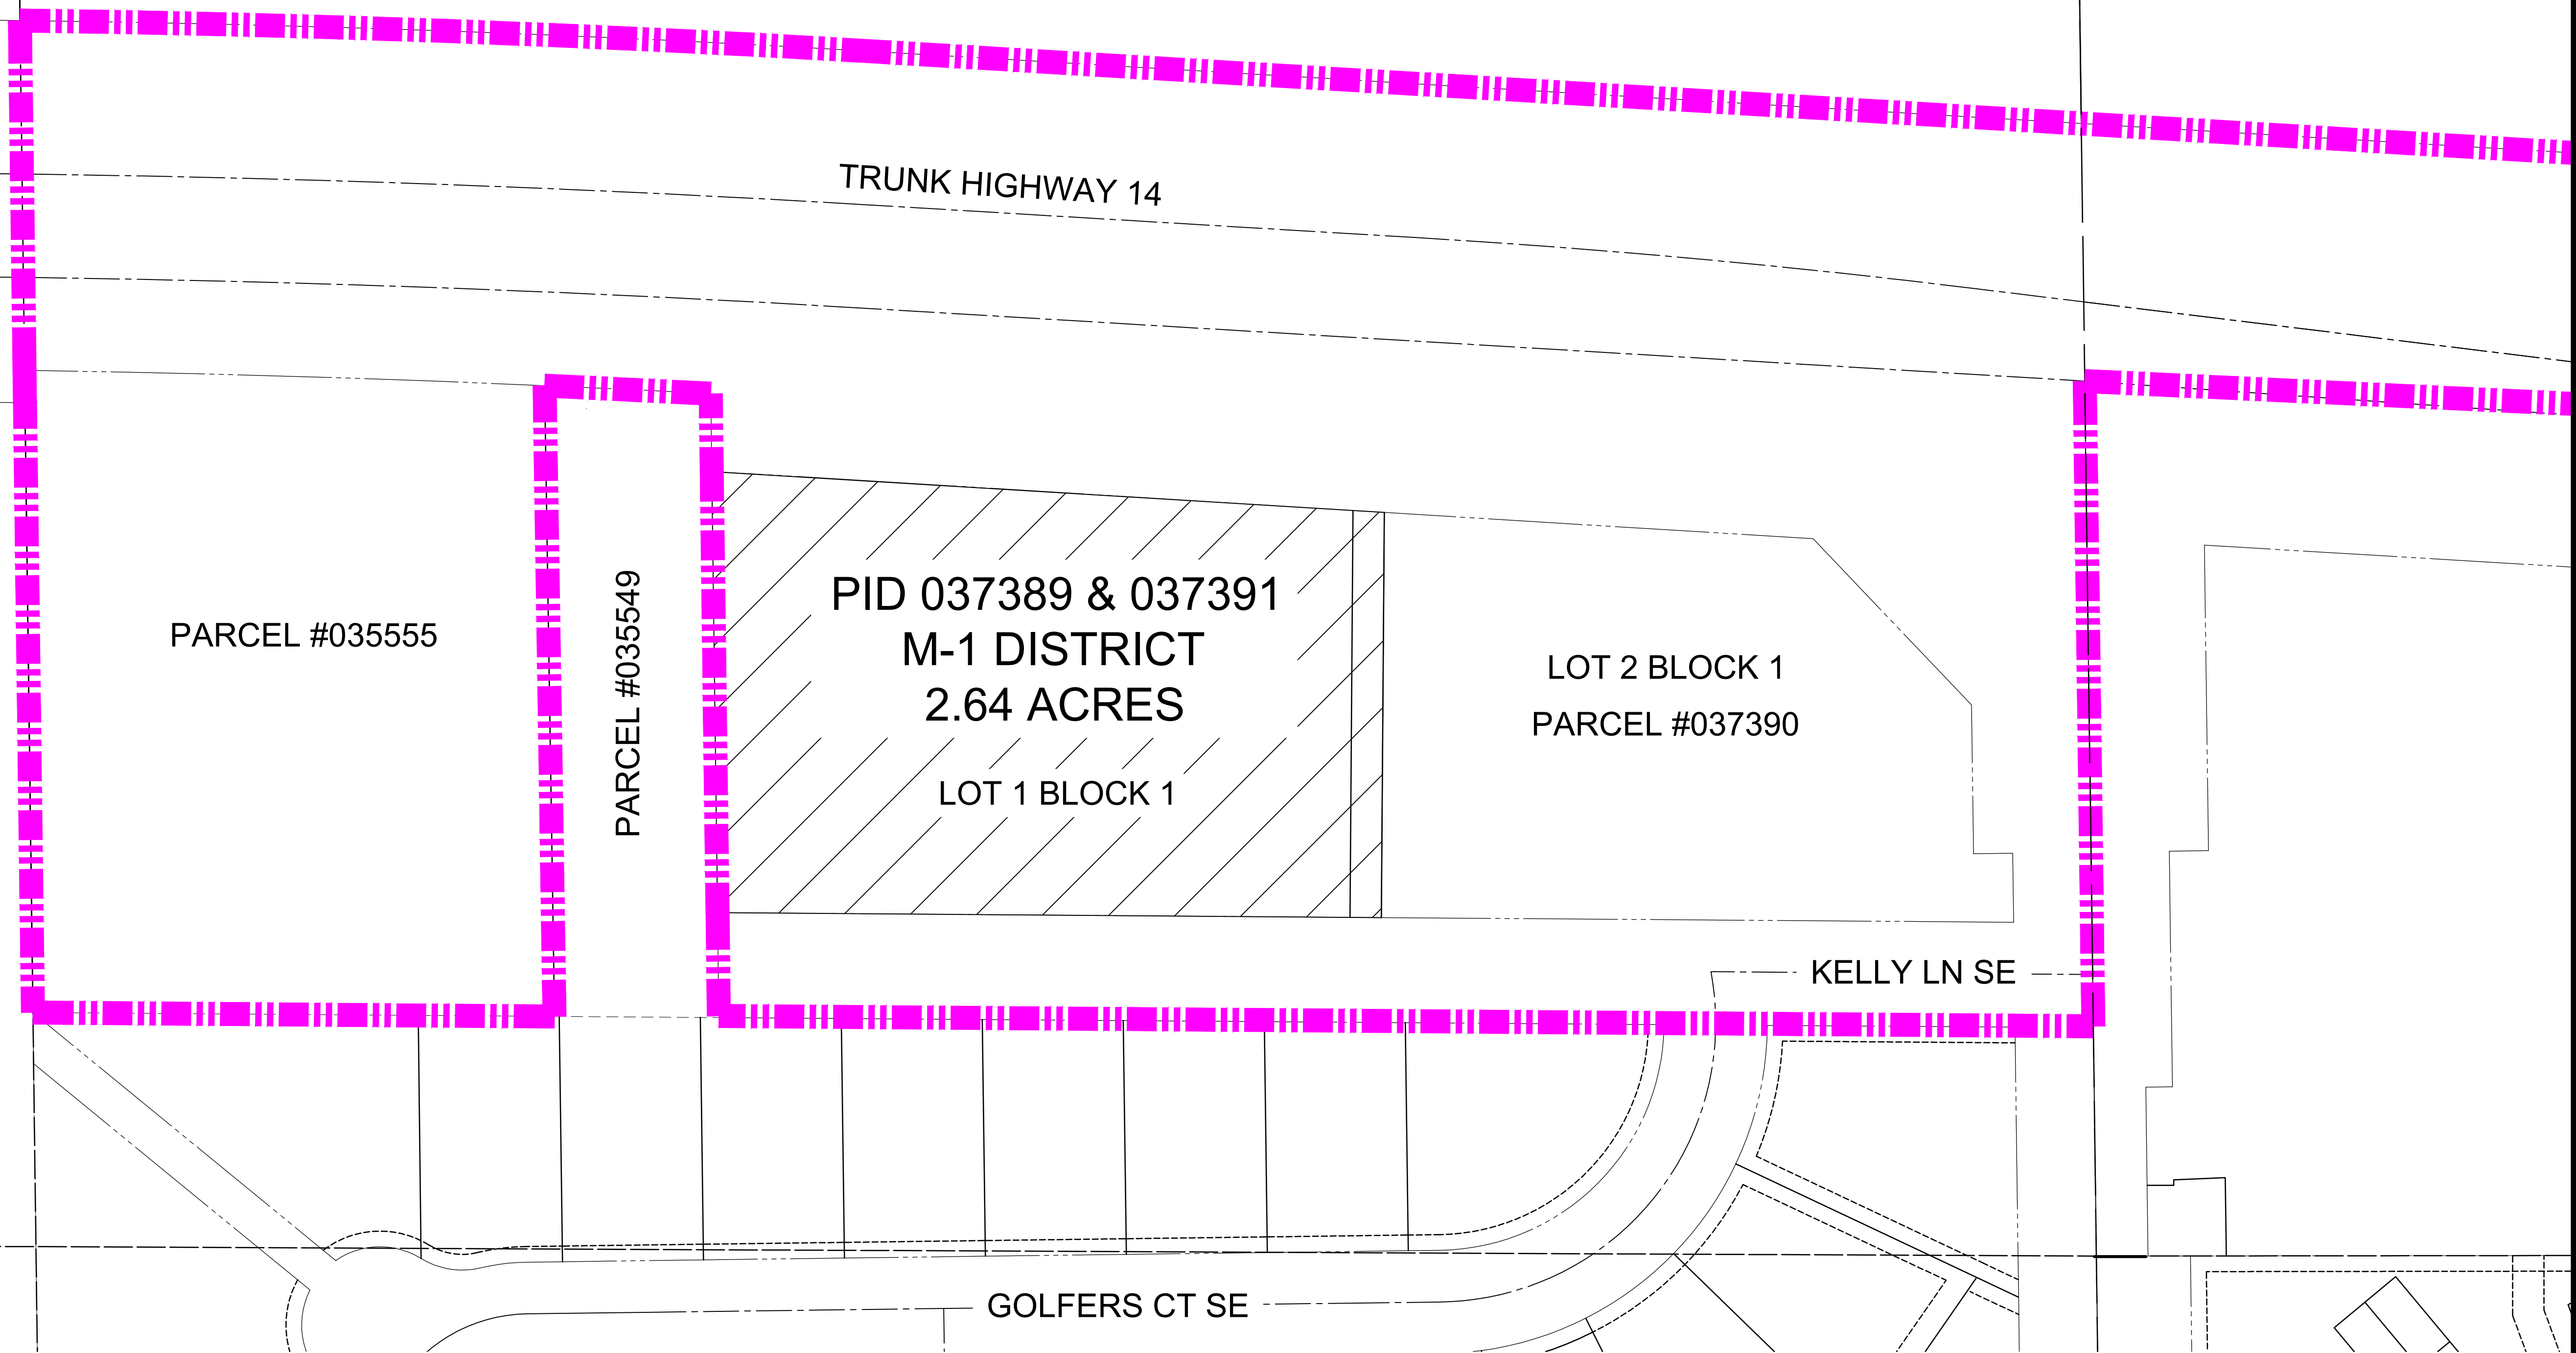 TRUNK HIGHWAY 14
PARCEL #035555
PARCEL #035549
PID 037389 & 037391
M-1 DISTRICT
2.64 ACRES
LOT 1 BLOCK 1
LOT 2 BLOCK 1
PARCEL #037390
KELLY LN SE
GOLFERS CT SE